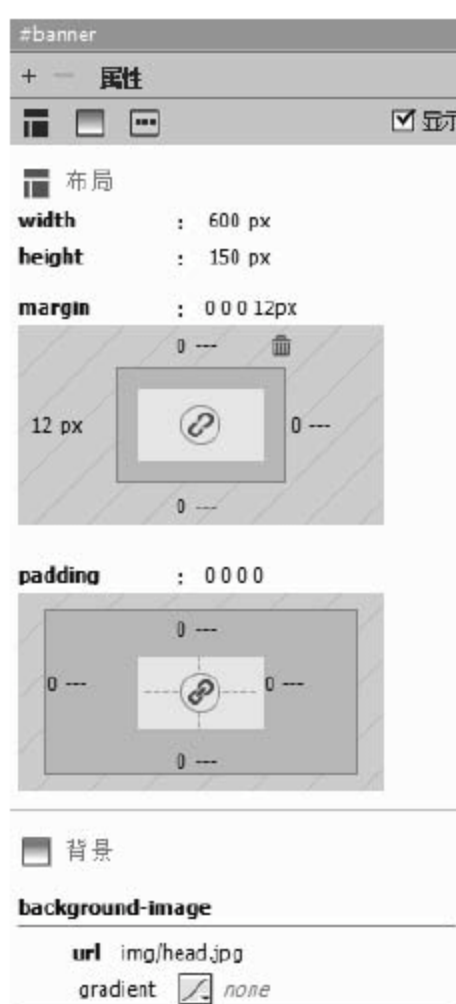 #banner
+ − 属性
显示
布局
width : 600 px
height : 150 px
margin : 0 0 0 12px
0 ---
12 px 0 ---
0 ---
padding : 0 0 0 0
0 ---
0 --- 0 ---
0 ---
背景
background-image
url img/head.jpg
gradient none